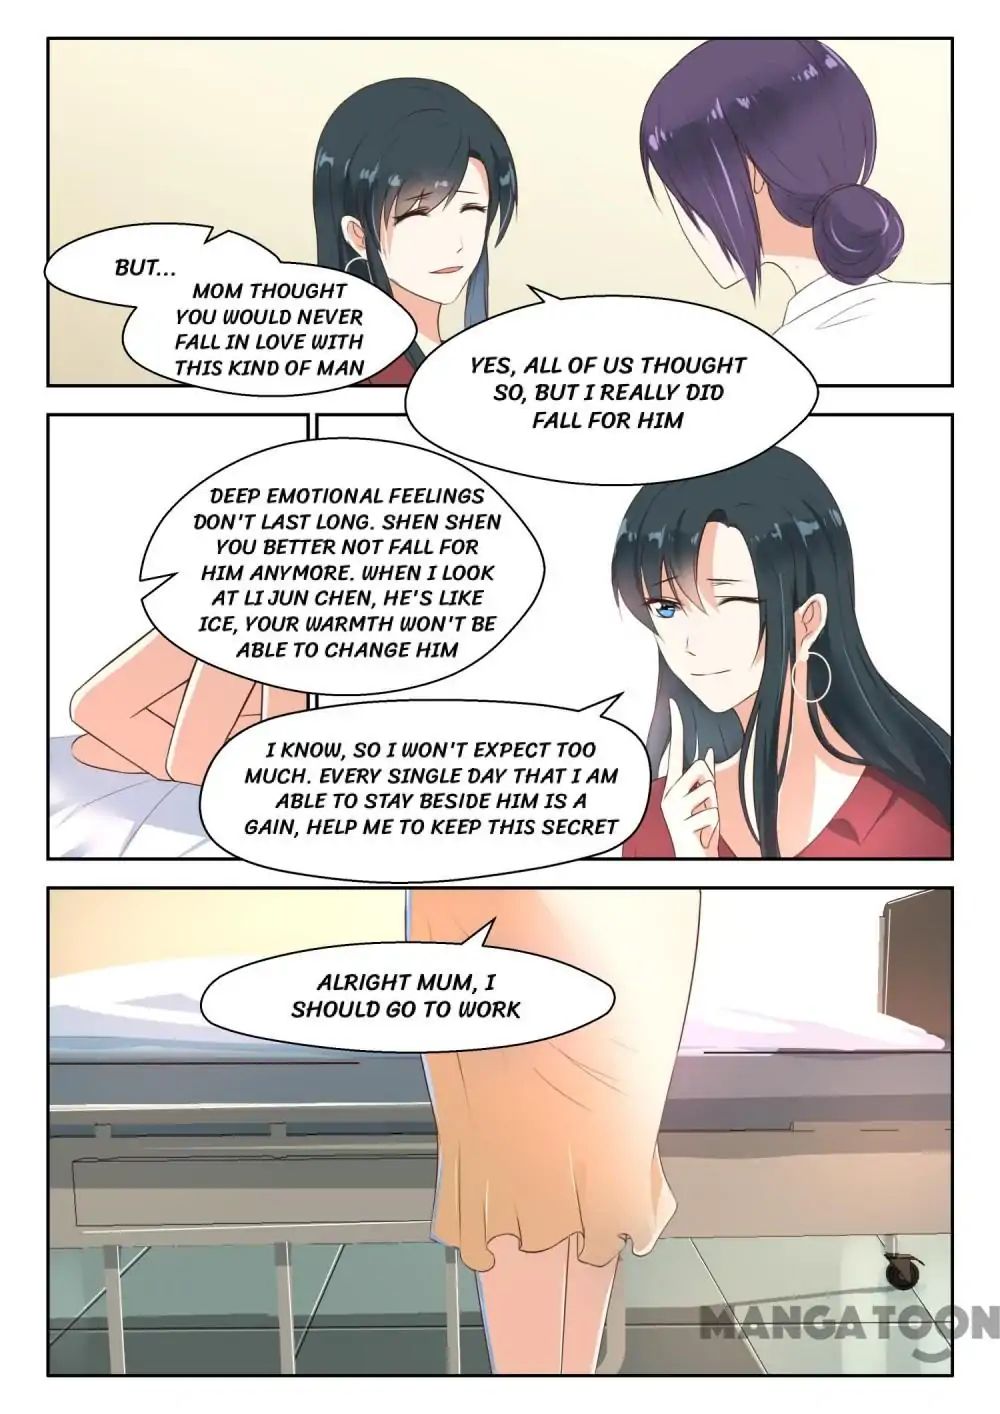 BUT...
MOM THOUGHT
YOU WOULD NEVER
FALL IN LOVE WITH
THIS KIND OF MAN
YES, ALL OF US THOUGHT
SO, BUT I REALLY DID
FALL FOR HIM
DEEP EMOTIONAL FEELINGS
DON'T LAST LONG. SHEN SHEN
YOU BETTER NOT FALL FOR
HIM ANYMORE. WHEN I LOOK
AT LI JUN CHEN, HE'S LIKE
ICE, YOUR WARMTH WON'T BE
ABLE TO CHANGE HIM
I KNOW, SO I WON'T EXPECT TOO
MUCH. EVERY SINGLE DAY THAT I AM
ABLE TO STAY BESIDE HIM IS A
GAIN, HELP ME TO KEEP THIS SECRET
ALRIGHT MUM, I
SHOULD GO TO WORK
MANGATOON